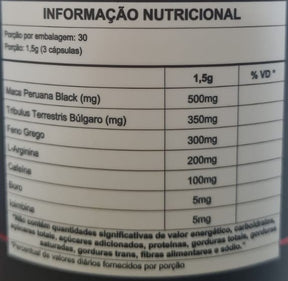 INFORMAÇÃO NUTRICIONAL
Porção por embalagem: 30
Porção: 1,5g (3 cápsulas)
1,5g % VD *
Maca Peruana Black (mg) 500mg
Tribulus Terrestris Búlgaro (mg) 350mg
Feno Grego 300mg
L-Arginina 200mg
Cafeína 100mg
Boro 5mg
Ioimbina 5mg
*Não contém quantidades significativas de valor energético, carboidratos,
açúcares totais, açúcares adicionados, proteínas, gorduras totais, gorduras
saturadas, gorduras trans, fibras alimentares e sódio.*
*Percentual de valores diários fornecidos por porção